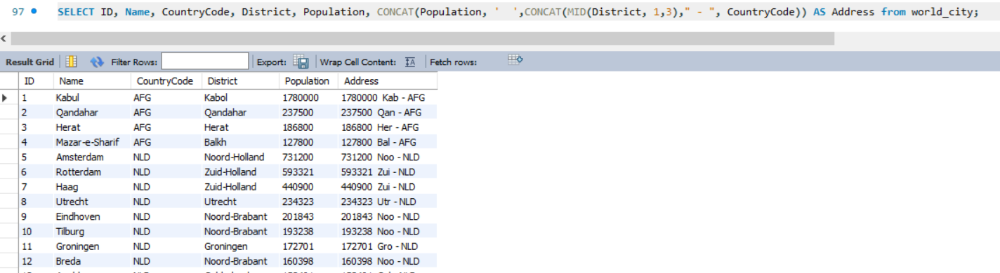 97 SELECT ID, Name, CountryCode, District, Population, CONCAT(Population, '  ',CONCAT(MID(District, 1,3)," - ", CountryCode)) AS Address from world_city;
Result Grid Filter Rows: Export: Wrap Cell Content: IA Fetch rows:
ID Name CountryCode District Population Address
1 Kabul AFG Kabol 1780000 1780000 Kab - AFG
2 Qandahar AFG Qandahar 237500 237500 Qan - AFG
3 Herat AFG Herat 186800 186800 Her - AFG
4 Mazar-e-Sharif AFG Balkh 127800 127800 Bal - AFG
5 Amsterdam NLD Noord-Holland 731200 731200 Noo - NLD
6 Rotterdam NLD Zuid-Holland 593321 593321 Zui - NLD
7 Haag NLD Zuid-Holland 440900 440900 Zui - NLD
8 Utrecht NLD Utrecht 234323 234323 Utr - NLD
9 Eindhoven NLD Noord-Brabant 201843 201843 Noo - NLD
10 Tilburg NLD Noord-Brabant 193238 193238 Noo - NLD
11 Groningen NLD Groningen 172701 172701 Gro - NLD
12 Breda NLD Noord-Brabant 160398 160398 Noo - NLD